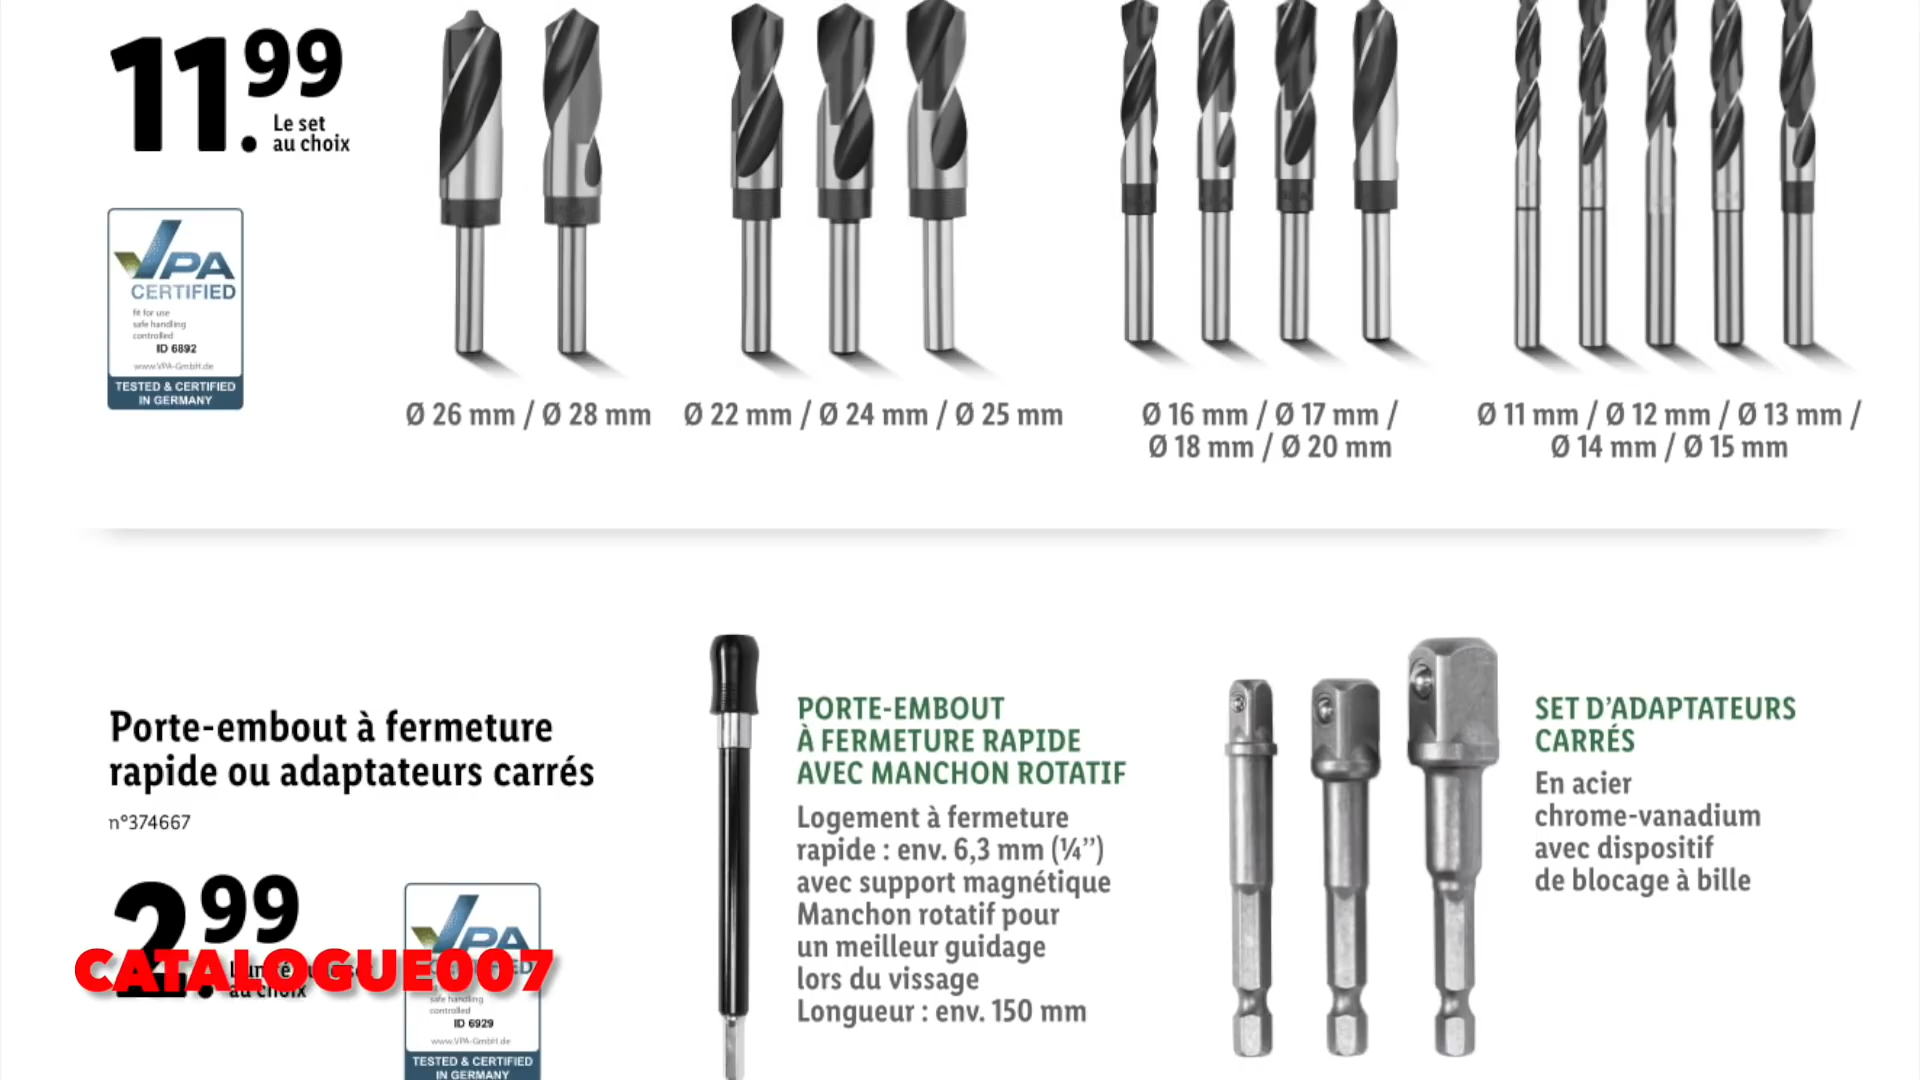 11.99
Le set
au choix
VPA
CERTIFIED
fit for use
safe handling
controlled
ID 6892
www.VPA-GmbH.de
TESTED & CERTIFIED
IN GERMANY
Ø 26 mm / Ø 28 mm
Ø 22 mm / Ø 24 mm / Ø 25 mm
Ø 16 mm / Ø 17 mm /
Ø 18 mm / Ø 20 mm
Ø 11 mm / Ø 12 mm / Ø 13 mm /
Ø 14 mm / Ø 15 mm
Porte-embout à fermeture
rapide ou adaptateurs carrés
n°374667
2.99
au choix
CATALOGUE007
VPA
safe handling
controlled
ID 6929
www.VPA-GmbH.de
TESTED & CERTIFIED
IN GERMANY
PORTE-EMBOUT
À FERMETURE RAPIDE
AVEC MANCHON ROTATIF
Logement à fermeture
rapide : env. 6,3 mm (¼’’)
avec support magnétique
Manchon rotatif pour
un meilleur guidage
lors du vissage
Longueur : env. 150 mm
SET D’ADAPTATEURS
CARRÉS
En acier
chrome-vanadium
avec dispositif
de blocage à bille